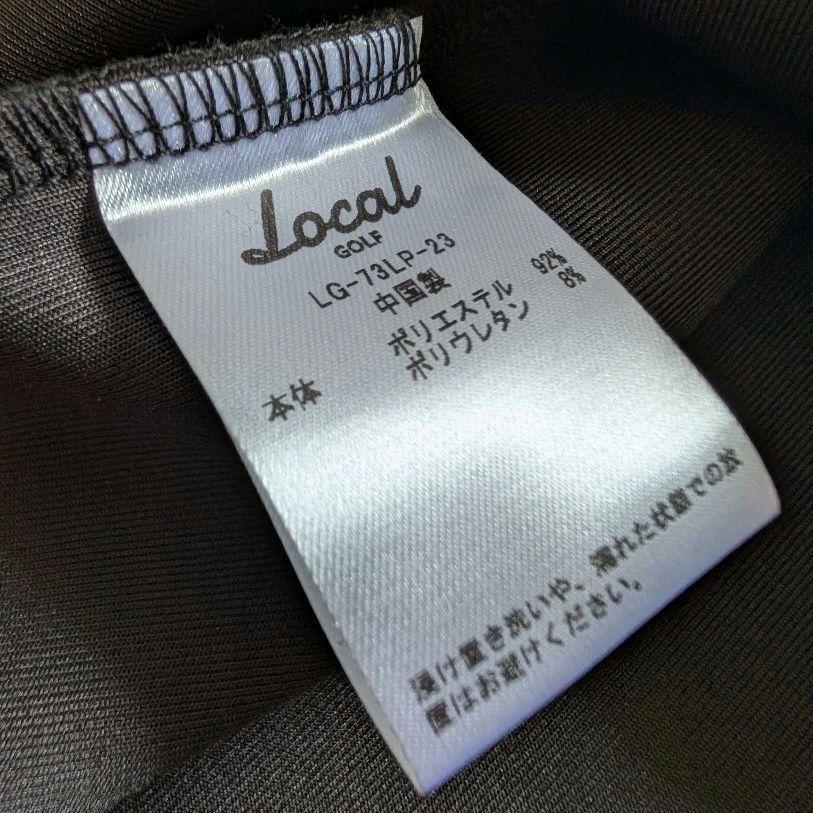 Local
GOLF
LG-73LP-23
中国製
本体 ポリエステル 92%
ポリウレタン 8%
浸け置き洗いや、濡れた状態での放
置はお避けください。